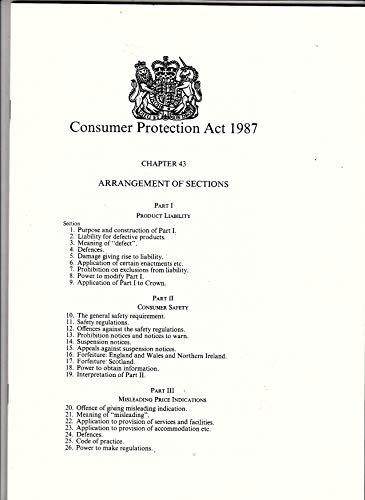 Consumer Protection Act 1987
CHAPTER 43
ARRANGEMENT OF SECTIONS
PART I
PRODUCT LIABILITY
Section
1. Purpose and construction of Part I.
2. Liability for defective products.
3. Meaning of "defect".
4. Defences.
5. Damage giving rise to liability.
6. Application of certain enactments etc.
7. Prohibition on exclusions from liability.
8. Power to modify Part I.
9. Application of Part I to Crown.
PART II
CONSUMER SAFETY
10. The general safety requirement.
11. Safety regulations.
12. Offences against the safety regulations.
13. Prohibition notices and notices to warn.
14. Suspension notices.
15. Appeals against suspension notices.
16. Forfeiture: England and Wales and Northern Ireland.
17. Forfeiture: Scotland.
18. Power to obtain information.
19. Interpretation of Part II.
PART III
MISLEADING PRICE INDICATIONS
20. Offence of giving misleading indication.
21. Meaning of "misleading".
22. Application to provision of services and facilities.
23. Application to provision of accommodation etc.
24. Defences.
25. Code of practice.
26. Power to make regulations.